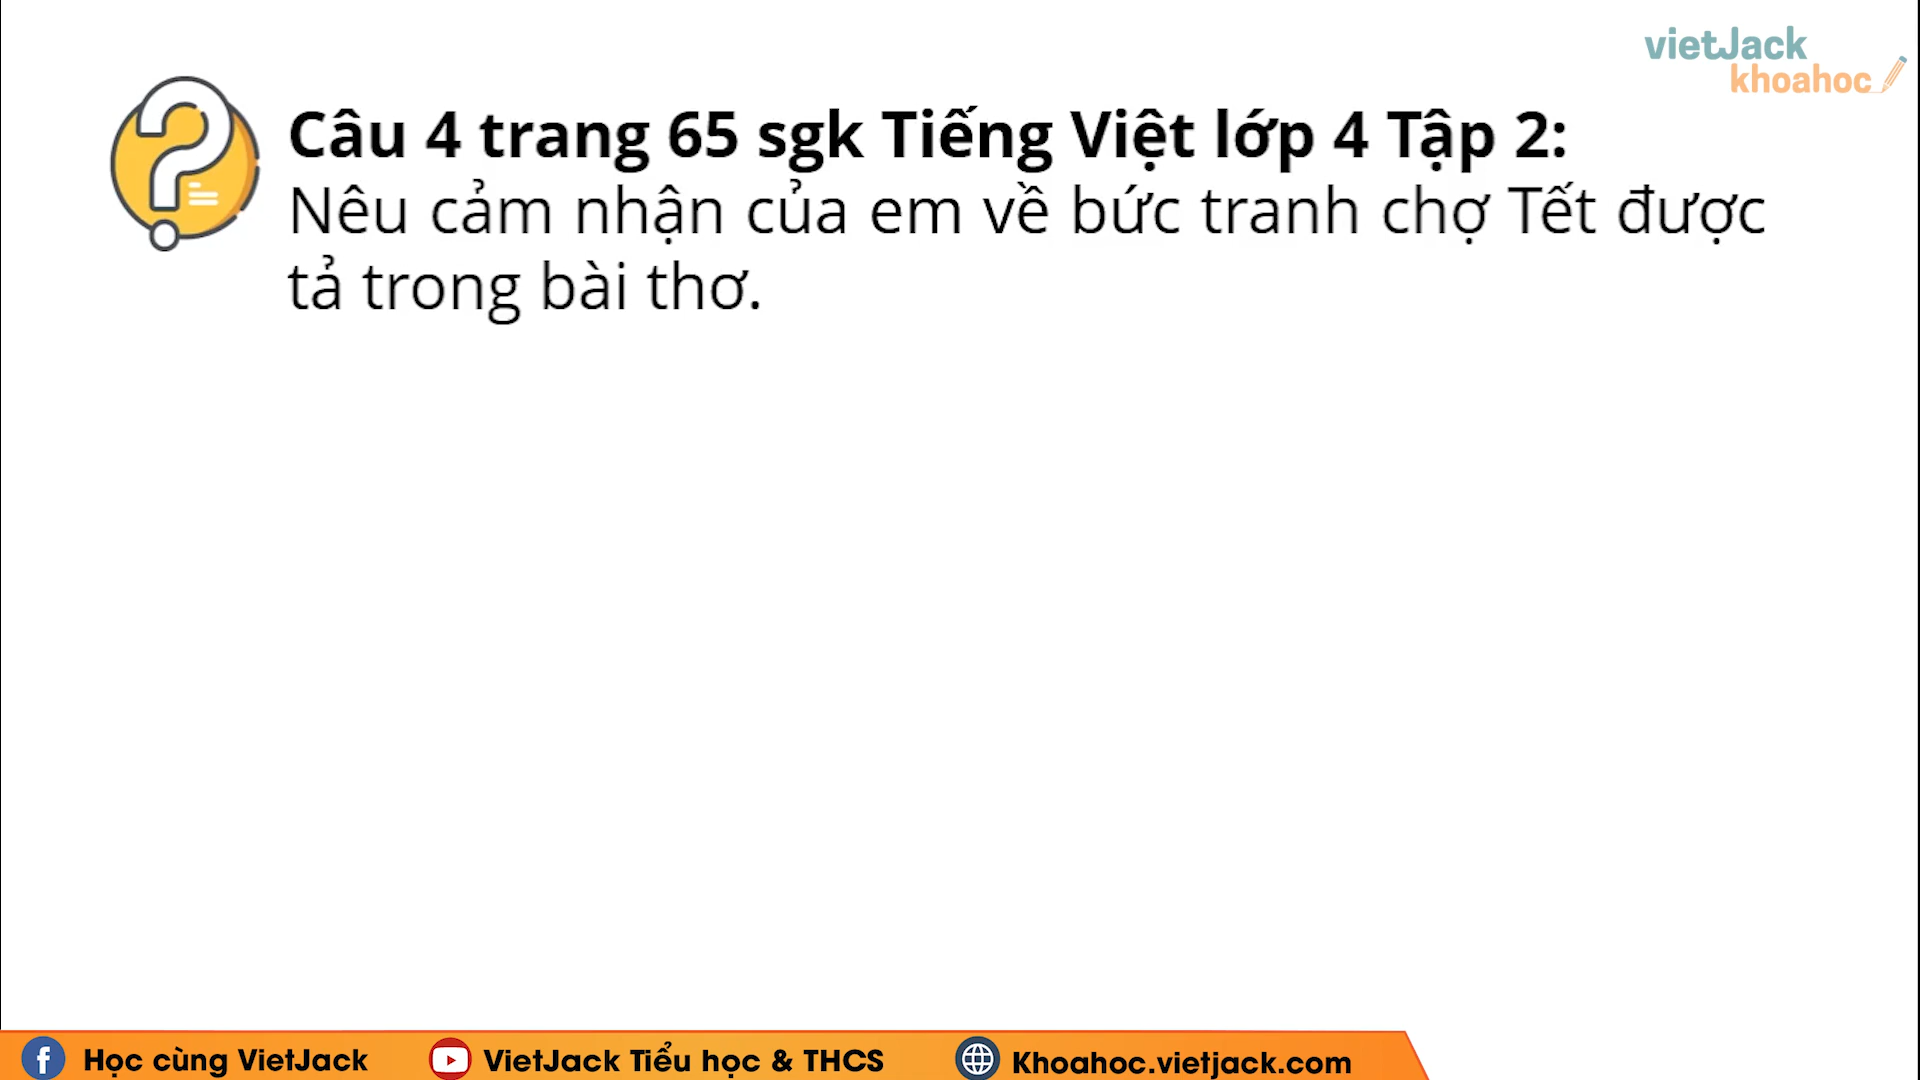 vietJack
khoahoc
Câu 4 trang 65 sgk Tiếng Việt lớp 4 Tập 2:
Nêu cảm nhận của em về bức tranh chợ Tết được
tả trong bài thơ.
Học cùng VietJack
VietJack Tiểu học & THCS
Khoahoc.vietjack.com